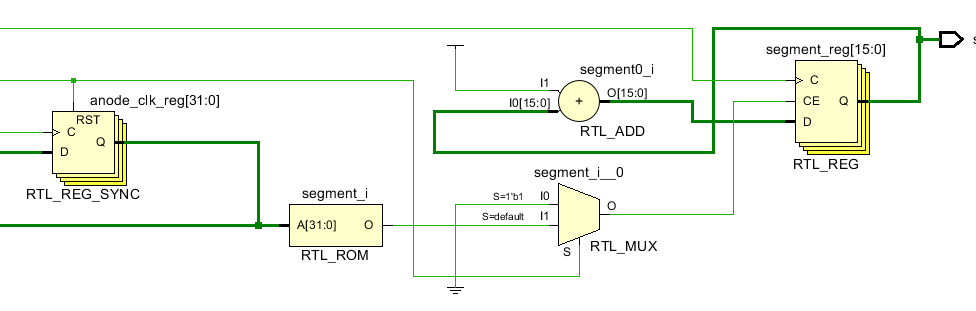 s
segment_reg[15:0]
segment0_i
C
I1
O[15:0]
anode_clk_reg[31:0]
+
CE
Q
I0[15:0]
RST
D
C
RTL_ADD
Q
D
RTL_REG
segment_i__0
RTL_REG_SYNC
segment_i
S=1'b1
I0
O
S=default
I1
A[31:0]
O
RTL_MUX
S
RTL_ROM